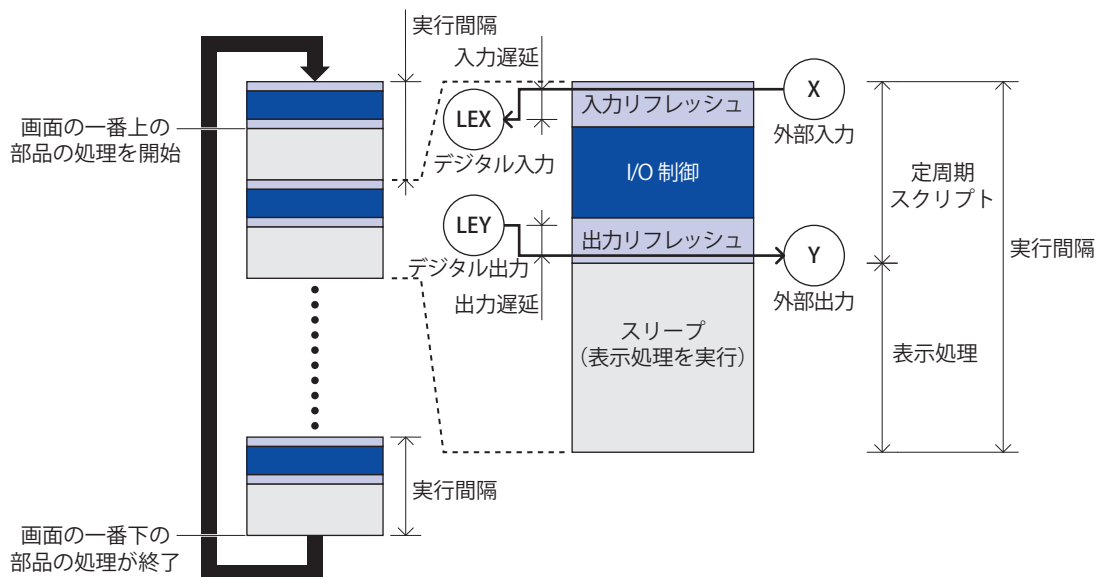 実行間隔
入力遅延
画面の一番上の
部品の処理を開始
LEX
デジタル入力
入力リフレッシュ
X
外部入力
I/O 制御
定周期
スクリプト
LEY
デジタル出力
出力遅延
出力リフレッシュ
Y
外部出力
実行間隔
スリープ
（表示処理を実行）
表示処理
実行間隔
画面の一番下の
部品の処理が終了